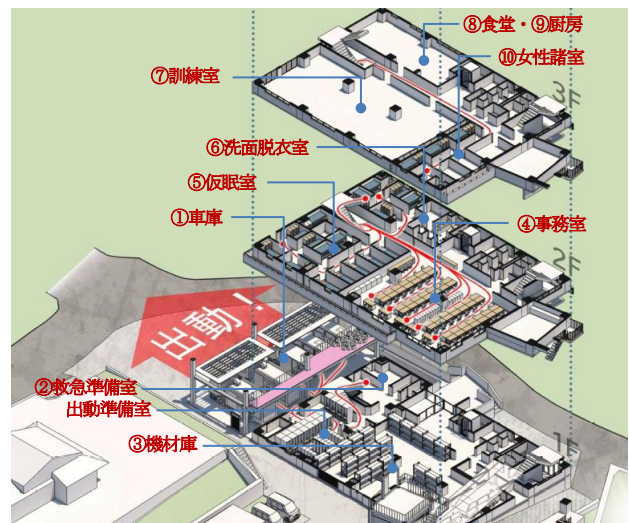 ⑧食堂・⑨厨房
⑩女性諸室
⑦訓練室
3F
⑥洗面脱衣室
⑤仮眠室
①車庫
④事務室
2F
出動!
②救急準備室
出動準備室
③機材庫
1F